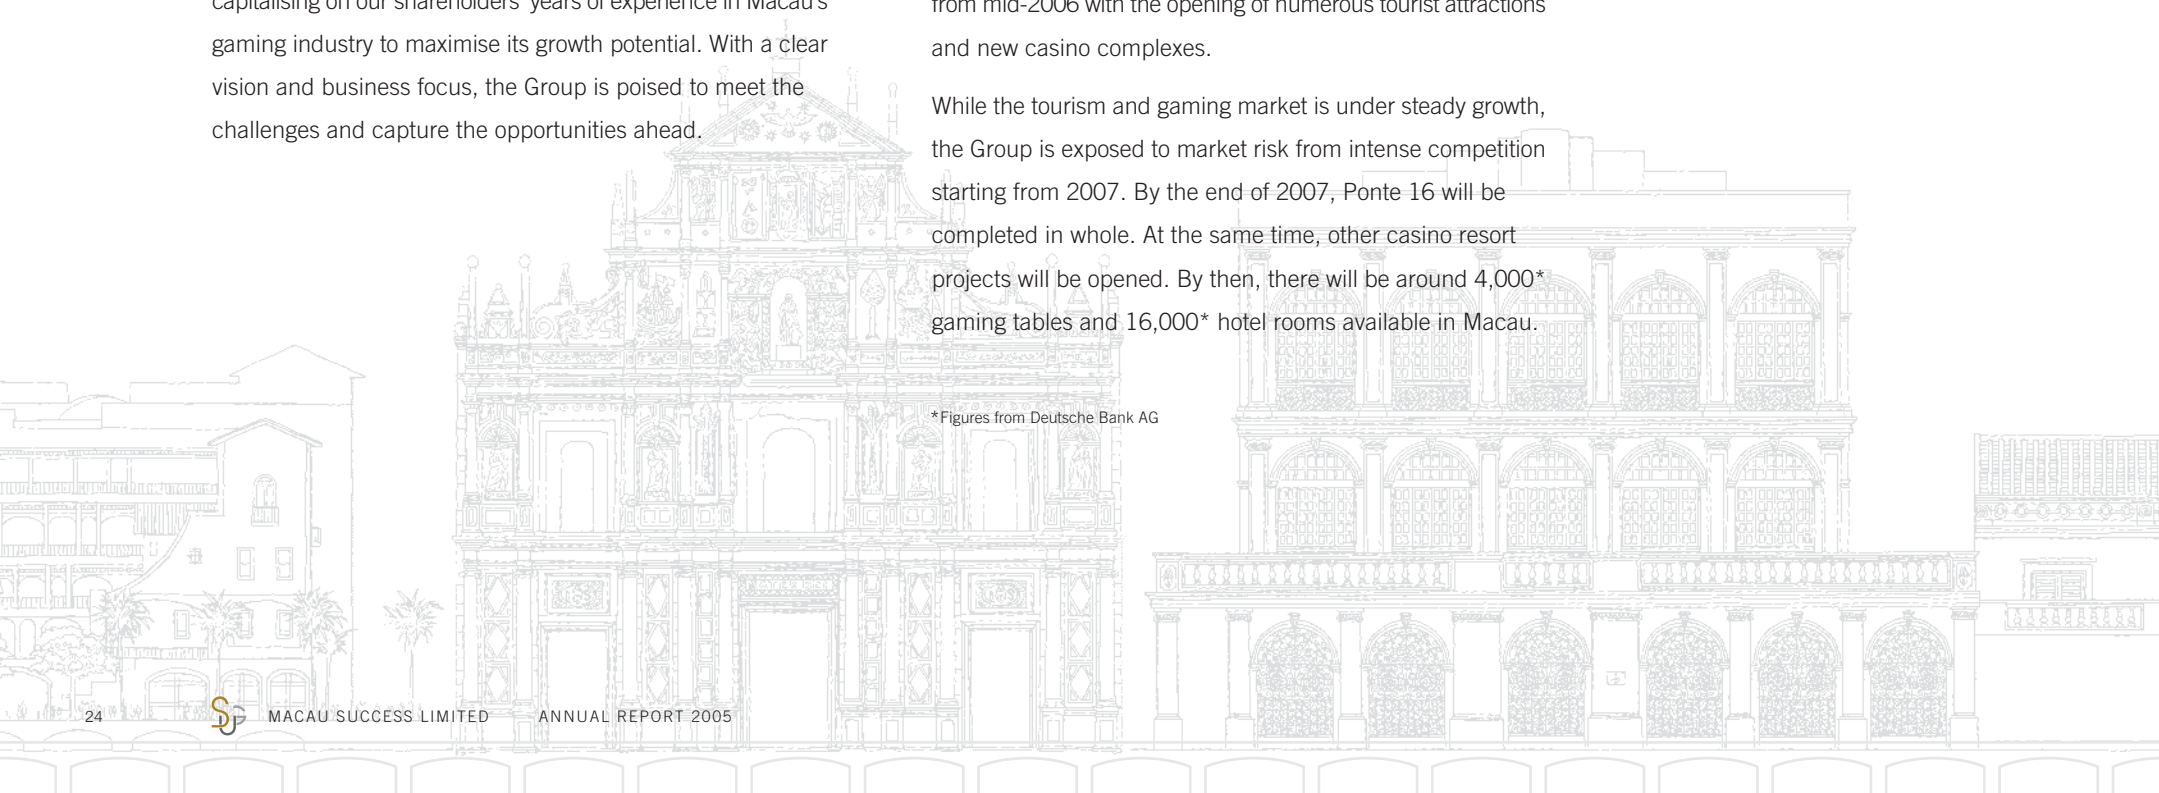 capitalising on our shareholders' years of experience in Macau's
gaming industry to maximise its growth potential. With a clear
vision and business focus, the Group is poised to meet the
challenges and capture the opportunities ahead.
from mid-2006 with the opening of numerous tourist attractions
and new casino complexes.
While the tourism and gaming market is under steady growth,
the Group is exposed to market risk from intense competition
starting from 2007. By the end of 2007, Ponte 16 will be
completed in whole. At the same time, other casino resort
projects will be opened. By then, there will be around 4,000*
gaming tables and 16,000* hotel rooms available in Macau.
*Figures from Deutsche Bank AG
24 MACAU SUCCESS LIMITED ANNUAL REPORT 2005